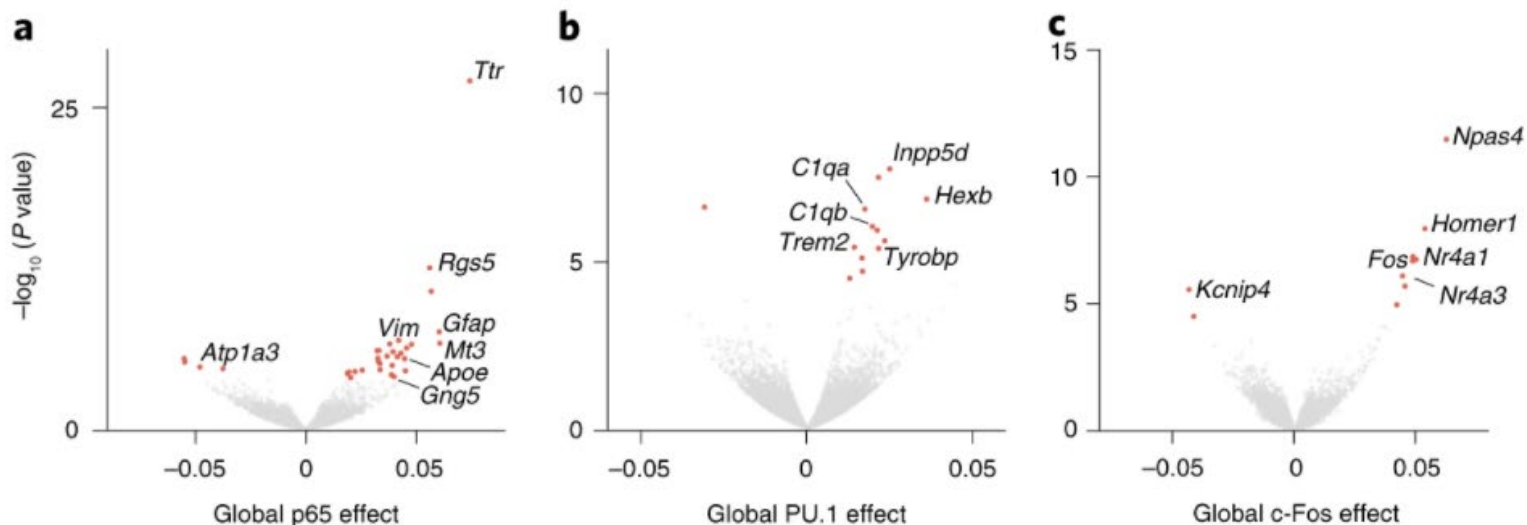 a
−log10 (P value)
25
0
Ttr
Rgs5
Gfap
Vim
Mt3
Atp1a3
Apoe
Gng5
−0.05
0
0.05
Global p65 effect
b
10
5
0
Inpp5d
C1qa
Hexb
C1qb
Trem2
Tyrobp
−0.05
0
0.05
Global PU.1 effect
c
15
10
5
0
Npas4
Homer1
Fos
Nr4a1
Nr4a3
Kcnip4
−0.05
0
0.05
Global c-Fos effect